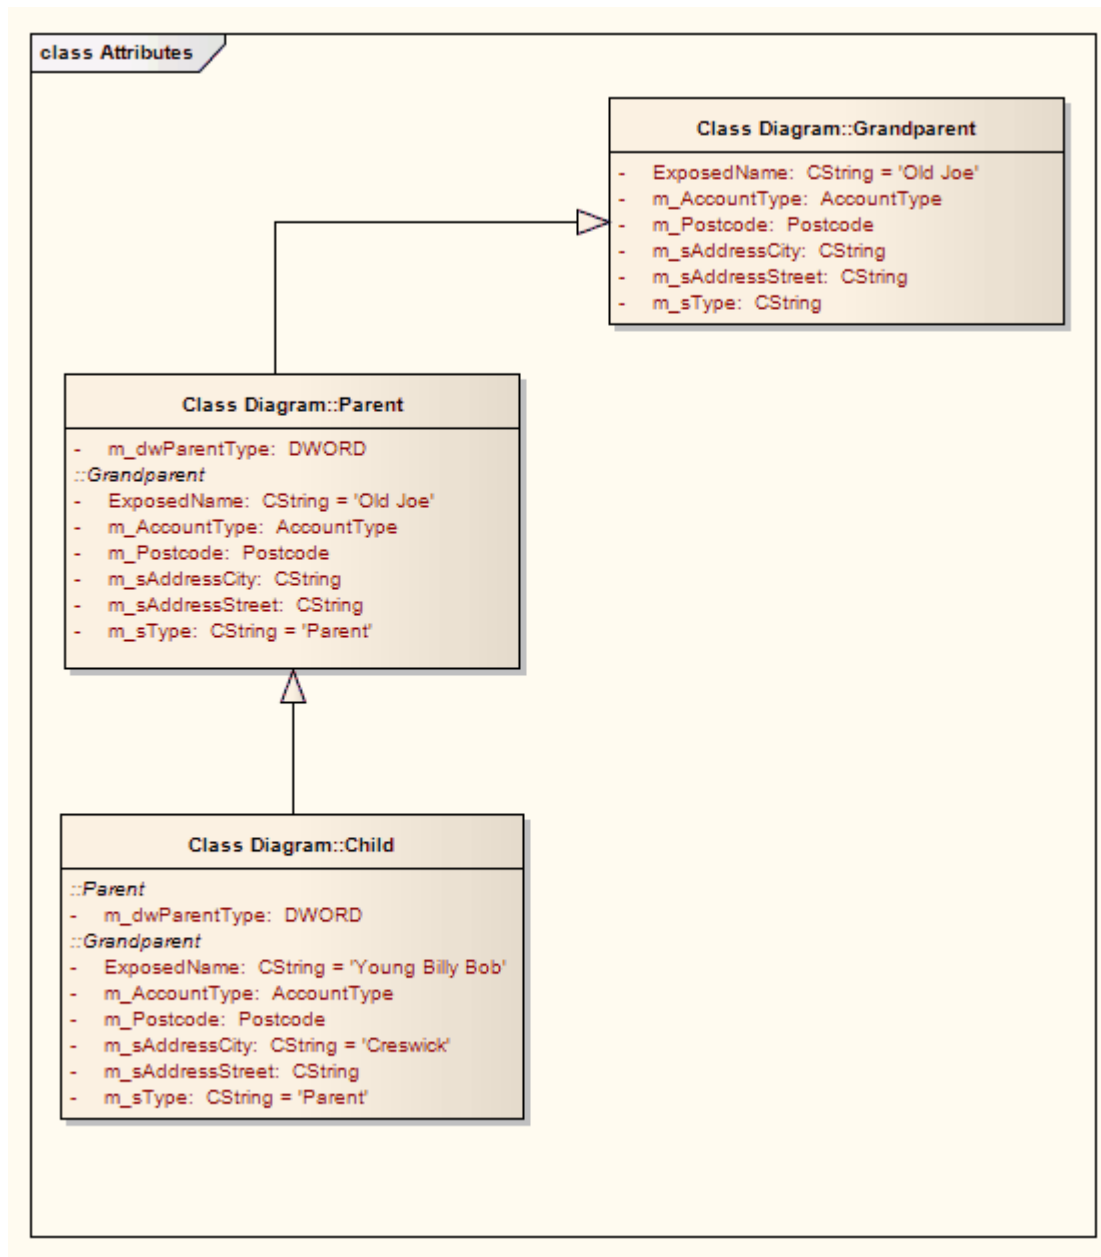 class Attributes
Class Diagram::Grandparent
- ExposedName: CString = 'Old Joe'
- m_AccountType: AccountType
- m_Postcode: Postcode
- m_sAddressCity: CString
- m_sAddressStreet: CString
- m_sType: CString
Class Diagram::Parent
- m_dwParentType: DWORD
::Grandparent
- ExposedName: CString = 'Old Joe'
- m_AccountType: AccountType
- m_Postcode: Postcode
- m_sAddressCity: CString
- m_sAddressStreet: CString
- m_sType: CString = 'Parent'
Class Diagram::Child
::Parent
- m_dwParentType: DWORD
::Grandparent
- ExposedName: CString = 'Young Billy Bob'
- m_AccountType: AccountType
- m_Postcode: Postcode
- m_sAddressCity: CString = 'Creswick'
- m_sAddressStreet: CString
- m_sType: CString = 'Parent'